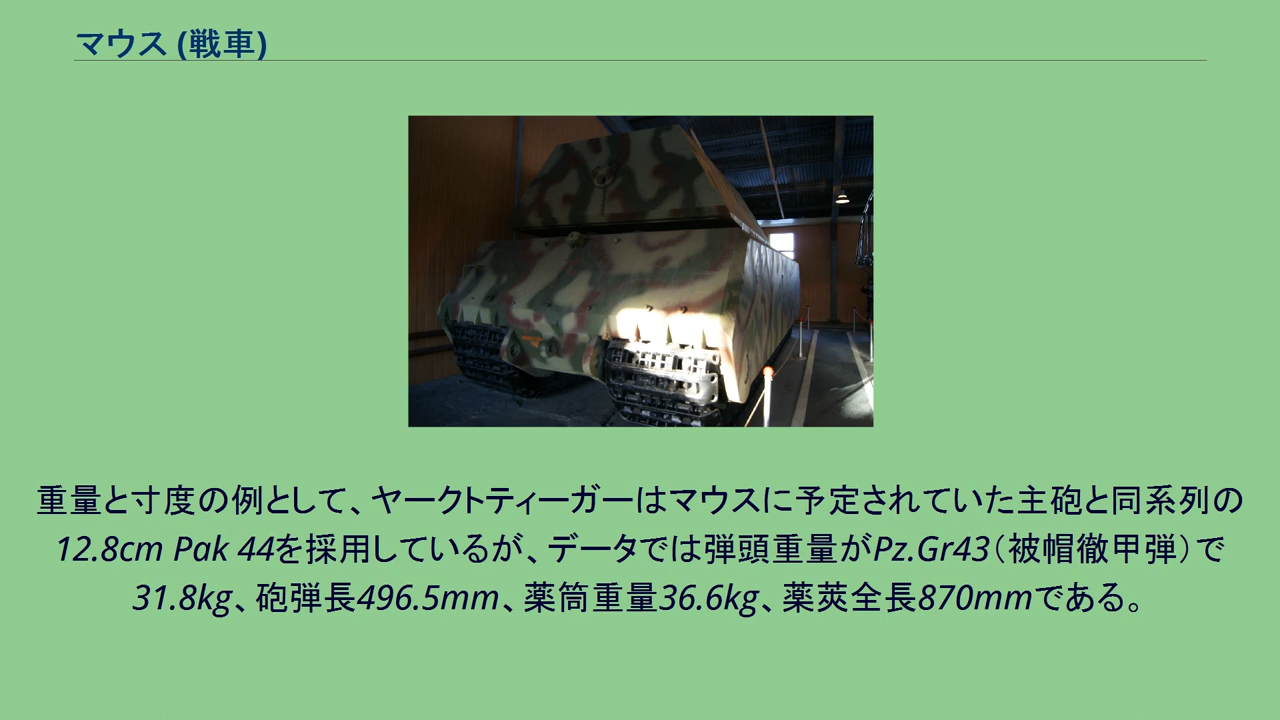 マウス (戦車)
重量と寸度の例として、ヤークトティーガーはマウスに予定されていた主砲と同系列の
12.8cm Pak 44を採用しているが、データでは弾頭重量がPz.Gr43（被帽徹甲弾）で
31.8kg、砲弾長496.5mm、薬筒重量36.6kg、薬莢全長870mmである。